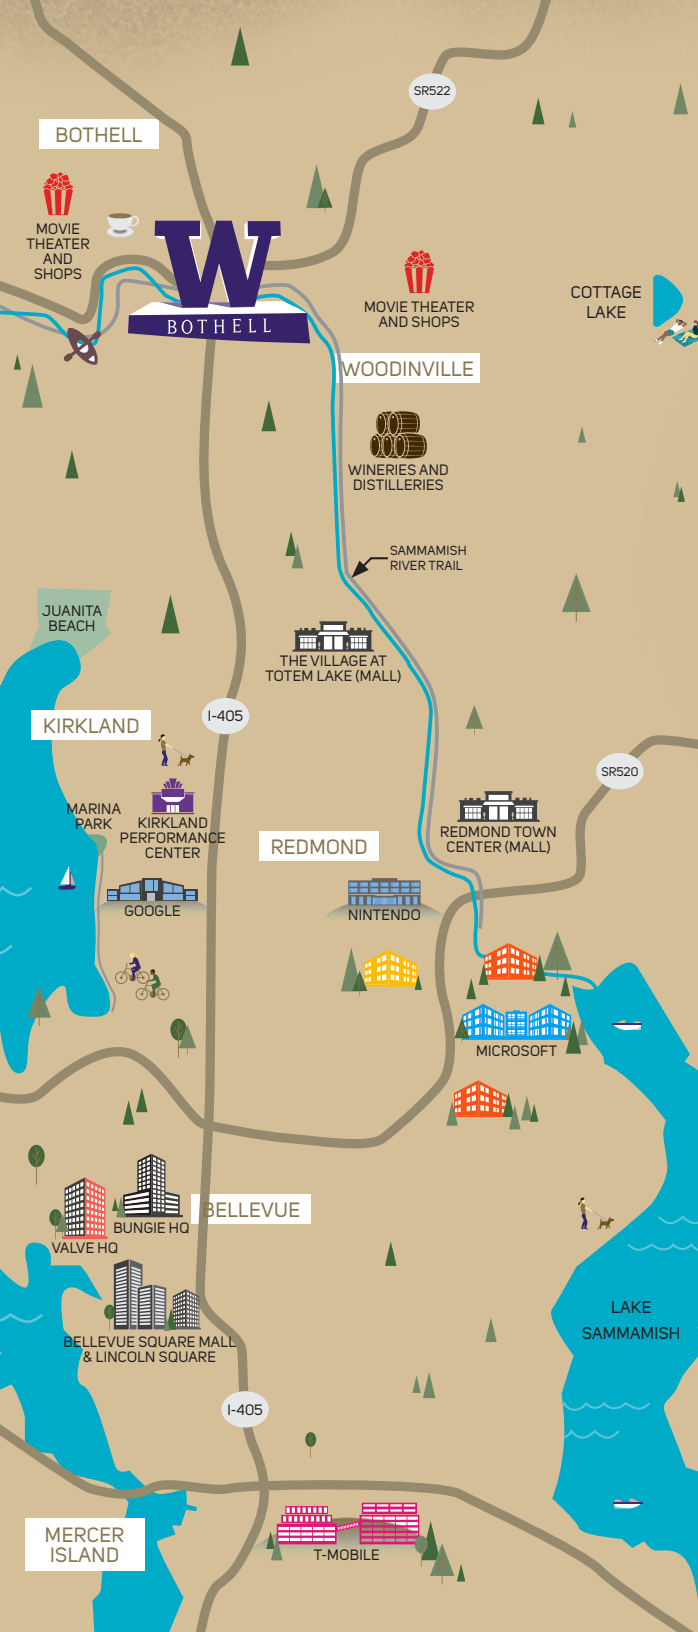 SR522
BOTHELL
MOVIE
THEATER
AND
SHOPS
W
BOTHELL
MOVIE THEATER
AND SHOPS
COTTAGE
LAKE
WOODINVILLE
WINERIES AND
DISTILLERIES
SAMMAMISH
RIVER TRAIL
JUANITA
BEACH
THE VILLAGE AT
TOTEM LAKE (MALL)
I-405
KIRKLAND
SR520
MARINA
PARK
KIRKLAND
PERFORMANCE
CENTER
REDMOND
REDMOND TOWN
CENTER (MALL)
GOOGLE
NINTENDO
MICROSOFT
BELLEVUE
BUNGIE HQ
VALVE HQ
LAKE
SAMMAMISH
BELLEVUE SQUARE MALL
& LINCOLN SQUARE
I-405
MERCER
ISLAND
T-MOBILE